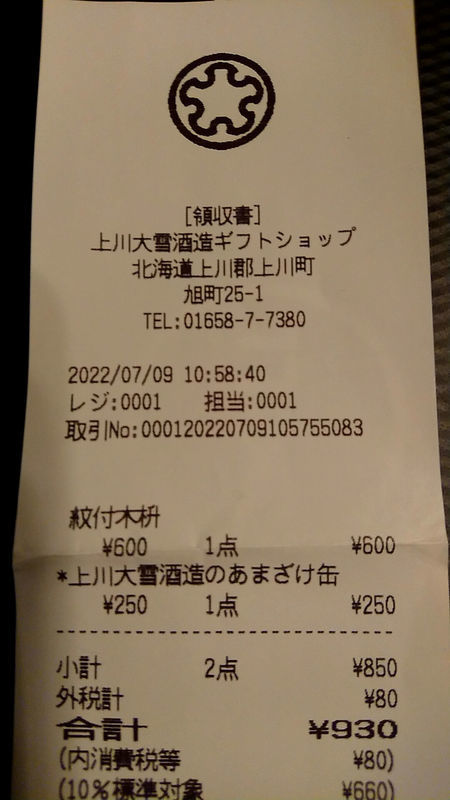 [領収書]
上川大雪酒造ギフトショップ
北海道上川郡上川町
旭町25-1
TEL:01658-7-7380
2022/07/09 10:58:40
レジ:0001 担当:0001
取引No:000120220709105755083
紋付木枡
¥600 1点 ¥600
*上川大雪酒造のあまざけ缶
¥250 1点 ¥250
小計 2点 ¥850
外税計 ¥80
合計 ¥930
(内消費税等 ¥80)
(10%標準対象 ¥660)